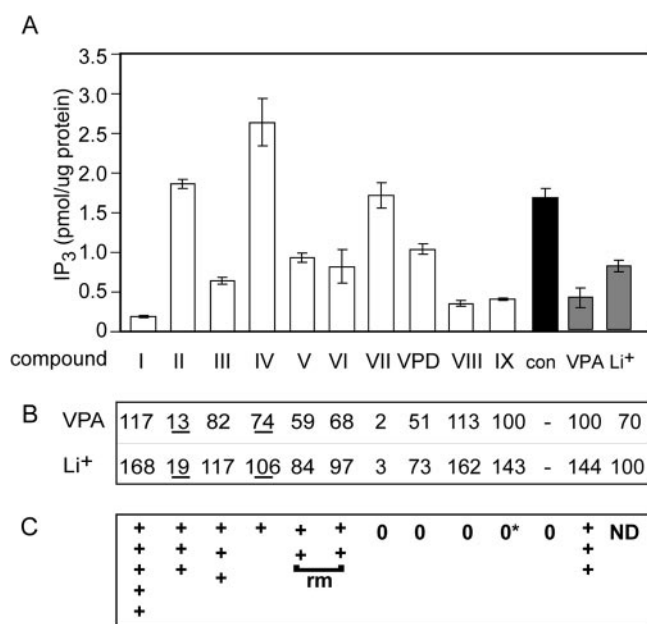 A
IP3 (pmol/ug protein)
3.5
3.0
2.5
2.0
1.5
1.0
0.5
0
compound I II III IV V VI VII VPD VIII IX con VPA Li+
B
VPA 117 13 82 74 59 68 2 51 113 100 - 100 70
Li+ 168 19 117 106 84 97 3 73 162 143 - 144 100
C
+ + + + + + 0 0 0 0* 0 + ND
+ + + + + +
+ + + +
+
+
rm